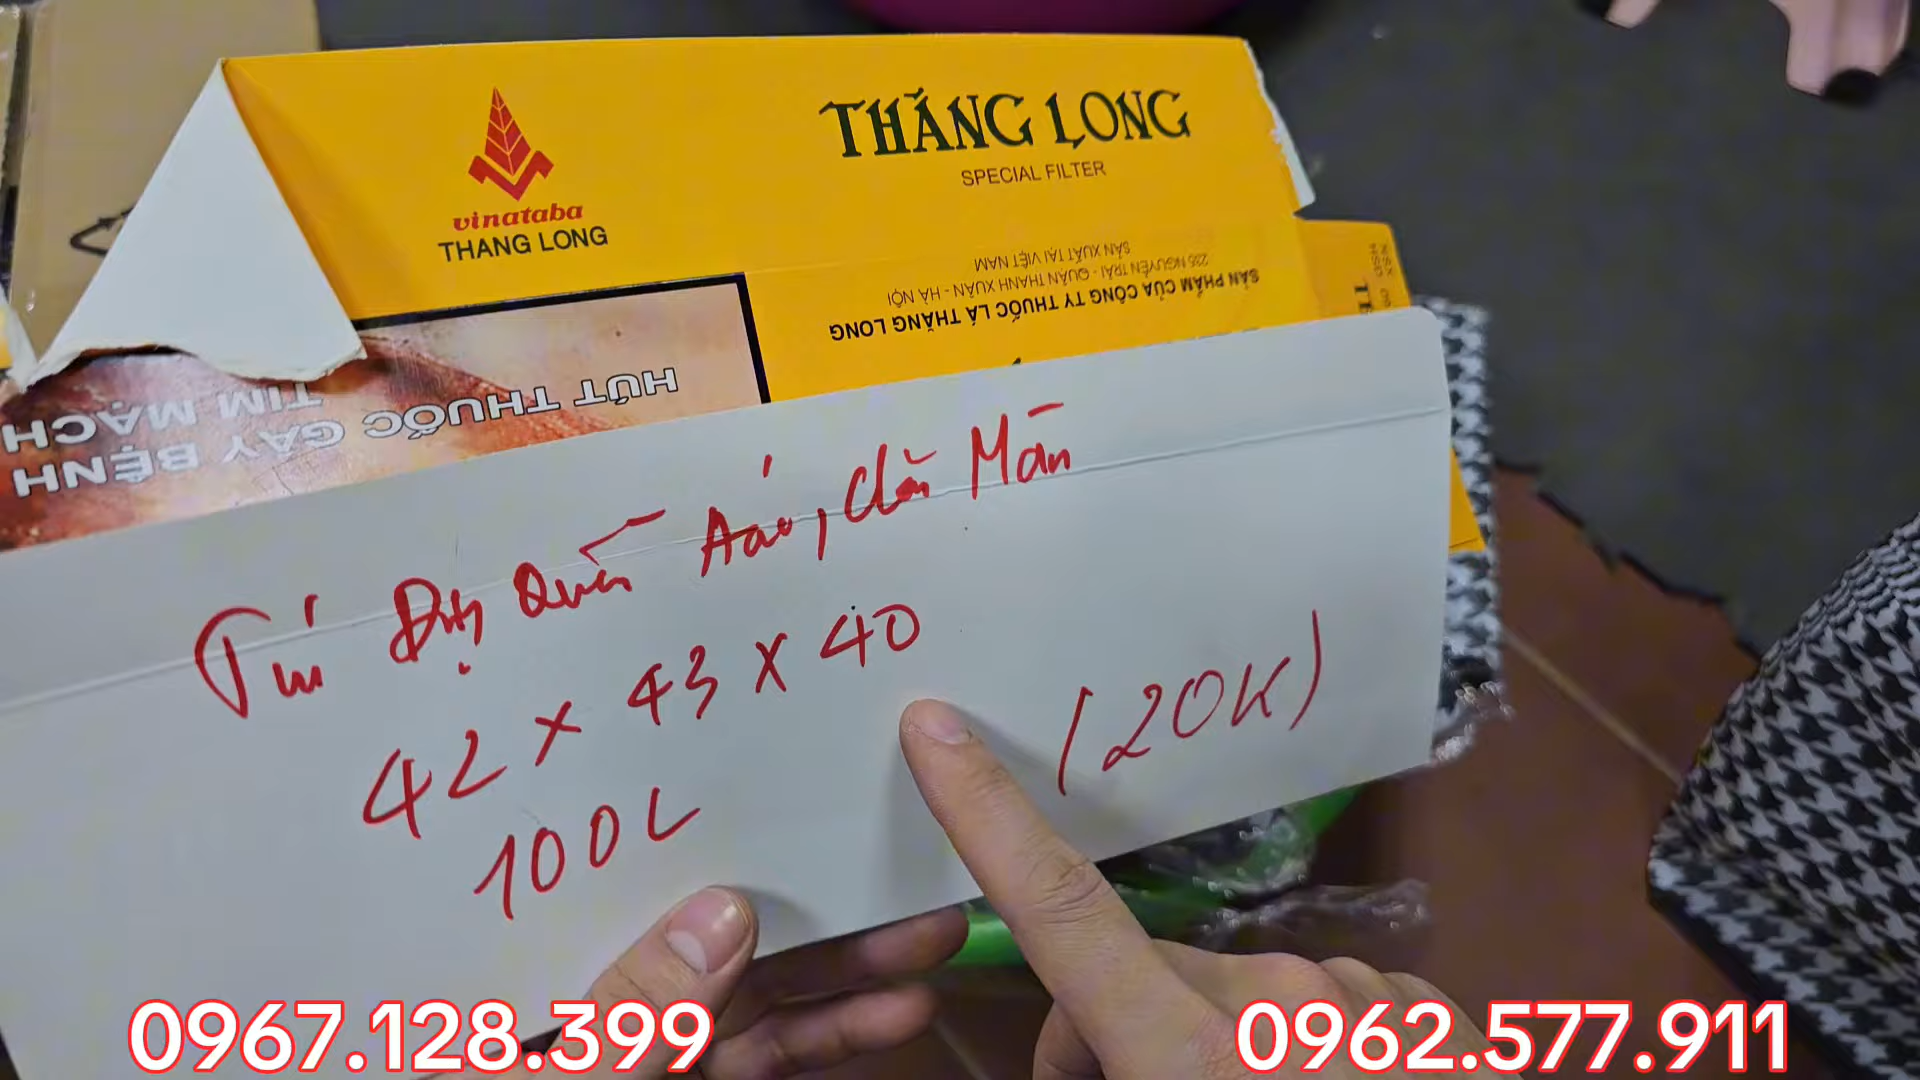 THĂNG LONG
SPECIAL FILTER
vinataba
THANG LONG
SẢN PHẨM CỦA CÔNG TY THUỐC LÁ THĂNG LONG
235 NGUYỄN TRÃI - QUẬN THANH XUÂN - HÀ NỘI
SẢN XUẤT TẠI VIỆT NAM
HÚT THUỐC GÂY BỆNH
TIM MẠCH
NSX
HSD
Túi Đựng Quần Áo, Chăn Màn
42 x 43 x 40
100L
(20K)
0967.128.399
0962.577.911